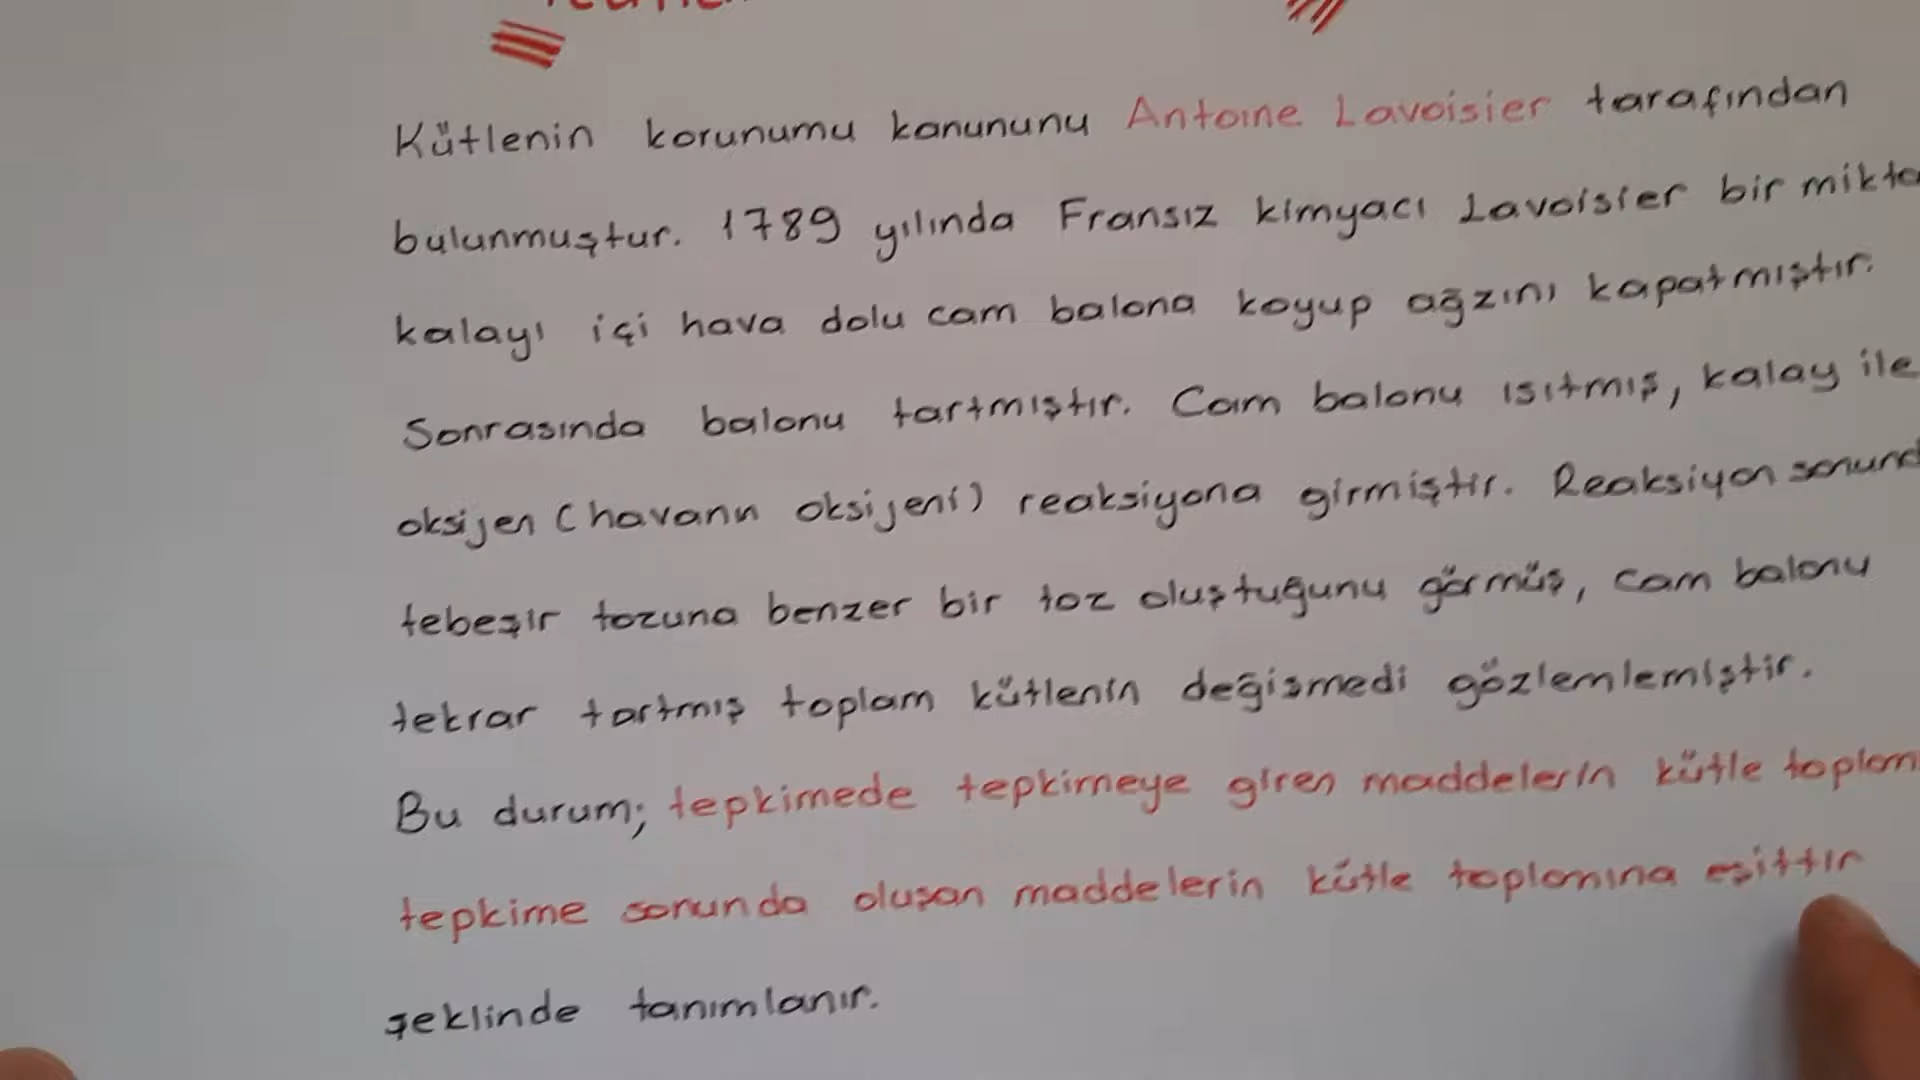 Kütlenin korunumu kanununu Antoine Lavoisier tarafından
bulunmuştur. 1789 yılında Fransız kimyacı Lavoisier bir mikta
kalayı içi hava dolu cam balona koyup ağzını kapatmıştır.
Sonrasında balonu tartmıştır. Cam balonu ısıtmış, kalay ile
oksijen (havanın oksijeni) reaksiyona girmiştir. Reaksiyon sonund
tebeşir tozuna benzer bir toz oluştuğunu görmüş, cam balonu
tekrar tartmış toplam kütlenin değişmedi gözlemlemiştir.
Bu durum; tepkimede tepkimeye giren maddelerin kütle toplam
tepkime sonunda oluşan maddelerin kütle toplamına eşittir
şeklinde tanımlanır.